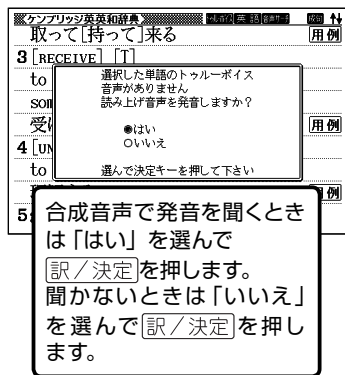 ケンブリッジ英英和辞典
取って[持って]来る 用例
3 [RECEIVE] [T]
to
選択した単語のトゥルーボイス
音声がありません
読み上げ音声を発音しますか？
●はい
○いいえ
選んで決定キーを押して下さい
som
受け 用例
4 [UN
to
用例
5
合成音声で発音を聞くとき
は「はい」を選んで
訳／決定を押します。
聞かないときは「いいえ」
を選んで訳／決定を押し
ます。